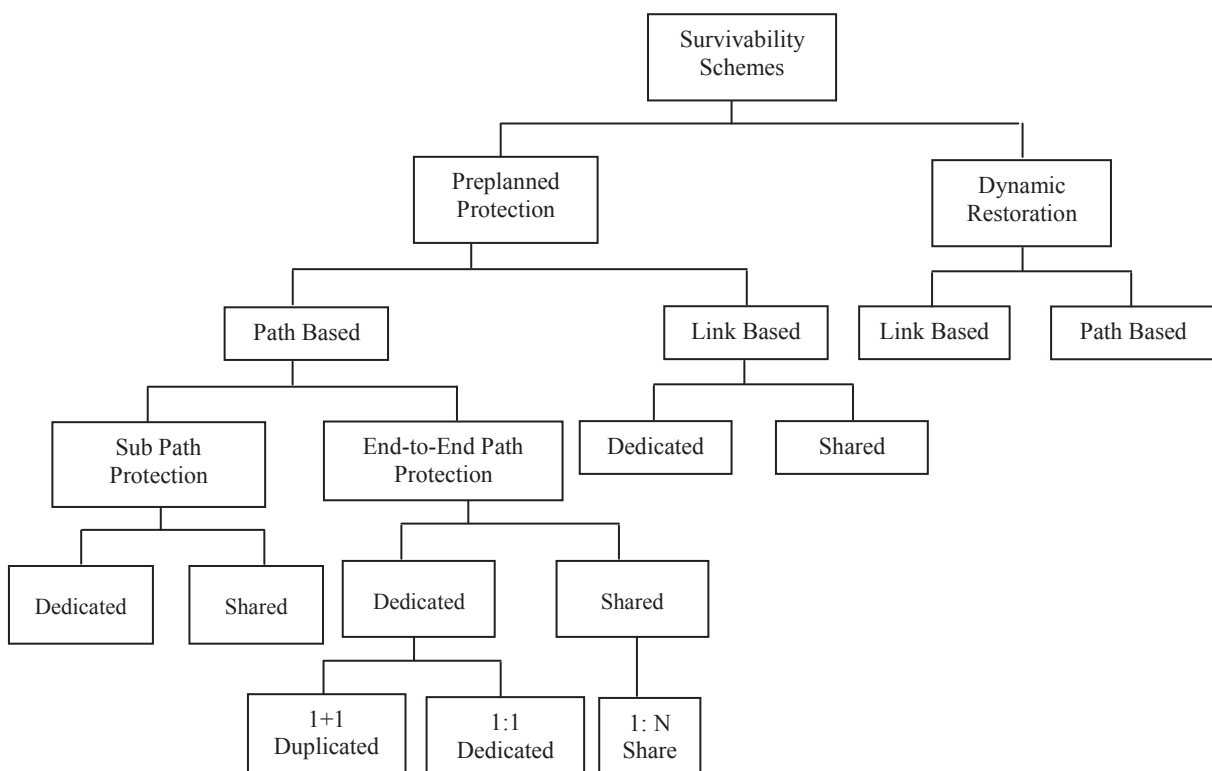 Survivability
Schemes
Preplanned
Protection
Dynamic
Restoration
Path Based
Link Based
Link Based
Path Based
Sub Path
Protection
End-to-End Path
Protection
Dedicated
Shared
Dedicated
Shared
Dedicated
Shared
1+1
Duplicated
1:1
Dedicated
1: N
Share